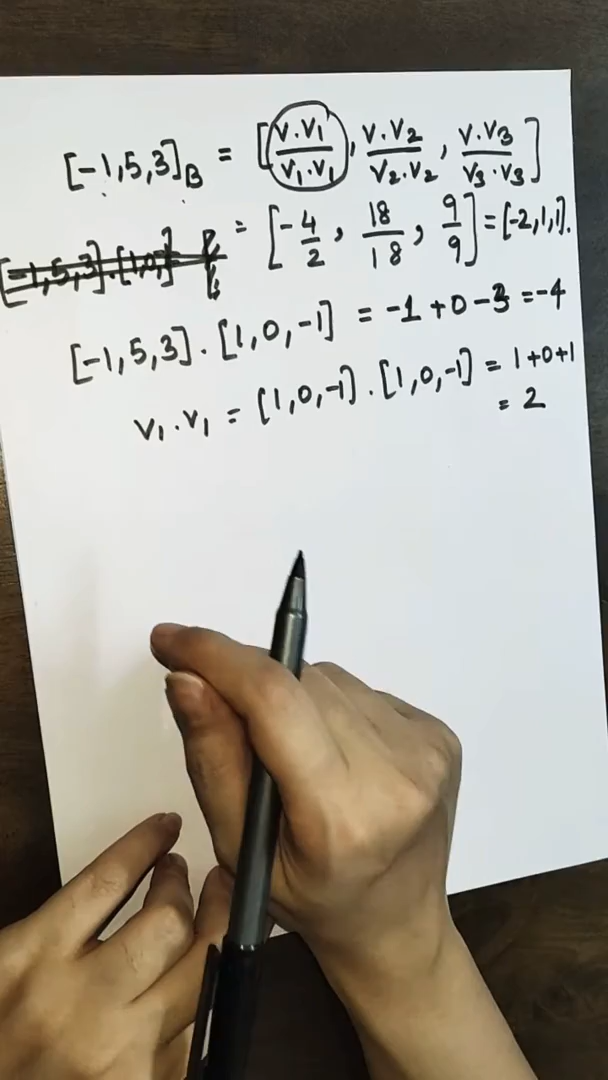 [-1,5,3]B = [v.v1/v1.v1, v.v2/v2.v2, v.v3/v3.v3]
= [-4/2, 18/18, 9/9] = [-2,1,1].
[-1,5,3].[1,0,-1] = -1+0-3 = -4
v1.v1 = [1,0,-1].[1,0,-1] = 1+0+1
= 2